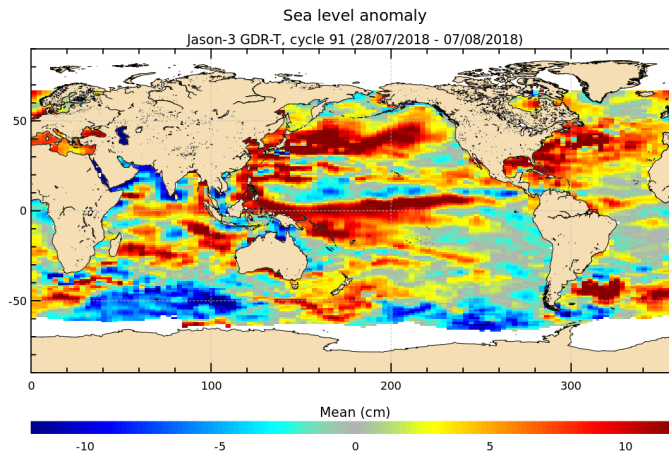 Sea level anomaly
Jason-3 GDR-T, cycle 91 (28/07/2018 - 07/08/2018)
50
0
-50
0 100 200 300
Mean (cm)
-10 -5 0 5 10